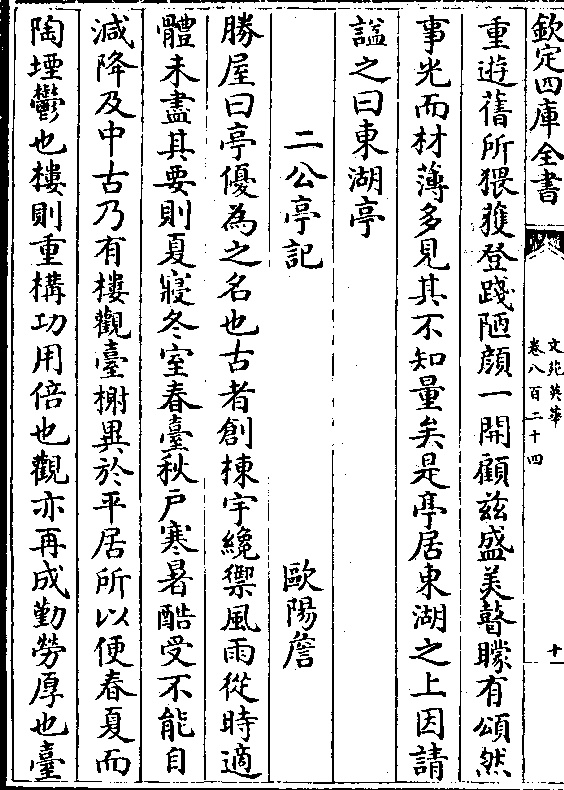 欽定四庫全書
文苑英華
卷八百二十四
十一
重遊舊所猥獲登踐陋顔一開顧兹盛美瞽矇有頌然
事光而材薄多見其不知量矣是亭居東湖之上因請
謚之曰東湖亭
二公亭記
歐陽詹
勝屋曰亭優為之名也古者創棟宇纔禦風雨從時適
體未盡其要則夏寢冬室春臺秋戶寒暑酷受不能自
減降及中古乃有樓觀臺榭異於平居所以便春夏而
陶堙鬱也樓則重構功用倍也觀亦再成勤勞厚也臺